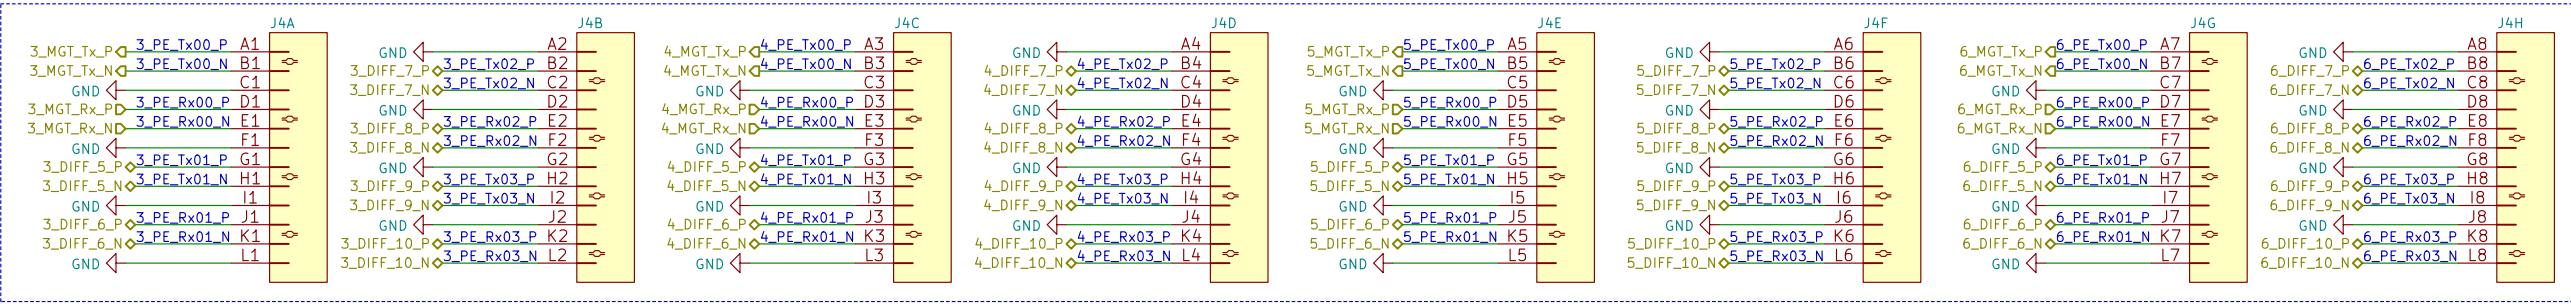 J4A
3_MGT_Tx_P 3_PE_Tx00_P A1
3_MGT_Tx_N 3_PE_Tx00_N B1
GND C1
3_MGT_Rx_P 3_PE_Rx00_P D1
3_MGT_Rx_N 3_PE_Rx00_N E1
GND F1
3_DIFF_5_P 3_PE_Tx01_P G1
3_DIFF_5_N 3_PE_Tx01_N H1
GND I1
3_DIFF_6_P 3_PE_Rx01_P J1
3_DIFF_6_N 3_PE_Rx01_N K1
GND L1
J4B
GND A2
3_DIFF_7_P 3_PE_Tx02_P B2
3_DIFF_7_N 3_PE_Tx02_N C2
GND D2
3_DIFF_8_P 3_PE_Rx02_P E2
3_DIFF_8_N 3_PE_Rx02_N F2
GND G2
3_DIFF_9_P 3_PE_Tx03_P H2
3_DIFF_9_N 3_PE_Tx03_N I2
GND J2
3_DIFF_10_P 3_PE_Rx03_P K2
3_DIFF_10_N 3_PE_Rx03_N L2
J4C
4_MGT_Tx_P 4_PE_Tx00_P A3
4_MGT_Tx_N 4_PE_Tx00_N B3
GND C3
4_MGT_Rx_P 4_PE_Rx00_P D3
4_MGT_Rx_N 4_PE_Rx00_N E3
GND F3
4_DIFF_5_P 4_PE_Tx01_P G3
4_DIFF_5_N 4_PE_Tx01_N H3
GND I3
4_DIFF_6_P 4_PE_Rx01_P J3
4_DIFF_6_N 4_PE_Rx01_N K3
GND L3
J4D
GND A4
4_DIFF_7_P 4_PE_Tx02_P B4
4_DIFF_7_N 4_PE_Tx02_N C4
GND D4
4_DIFF_8_P 4_PE_Rx02_P E4
4_DIFF_8_N 4_PE_Rx02_N F4
GND G4
4_DIFF_9_P 4_PE_Tx03_P H4
4_DIFF_9_N 4_PE_Tx03_N I4
GND J4
4_DIFF_10_P 4_PE_Rx03_P K4
4_DIFF_10_N 4_PE_Rx03_N L4
J4E
5_MGT_Tx_P 5_PE_Tx00_P A5
5_MGT_Tx_N 5_PE_Tx00_N B5
GND C5
5_MGT_Rx_P 5_PE_Rx00_P D5
5_MGT_Rx_N 5_PE_Rx00_N E5
GND F5
5_DIFF_5_P 5_PE_Tx01_P G5
5_DIFF_5_N 5_PE_Tx01_N H5
GND I5
5_DIFF_6_P 5_PE_Rx01_P J5
5_DIFF_6_N 5_PE_Rx01_N K5
GND L5
J4F
GND A6
5_DIFF_7_P 5_PE_Tx02_P B6
5_DIFF_7_N 5_PE_Tx02_N C6
GND D6
5_DIFF_8_P 5_PE_Rx02_P E6
5_DIFF_8_N 5_PE_Rx02_N F6
GND G6
5_DIFF_9_P 5_PE_Tx03_P H6
5_DIFF_9_N 5_PE_Tx03_N I6
GND J6
5_DIFF_10_P 5_PE_Rx03_P K6
5_DIFF_10_N 5_PE_Rx03_N L6
J4G
6_MGT_Tx_P 6_PE_Tx00_P A7
6_MGT_Tx_N 6_PE_Tx00_N B7
GND C7
6_MGT_Rx_P 6_PE_Rx00_P D7
6_MGT_Rx_N 6_PE_Rx00_N E7
GND F7
6_DIFF_5_P 6_PE_Tx01_P G7
6_DIFF_5_N 6_PE_Tx01_N H7
GND I7
6_DIFF_6_P 6_PE_Rx01_P J7
6_DIFF_6_N 6_PE_Rx01_N K7
GND L7
J4H
GND A8
6_DIFF_7_P 6_PE_Tx02_P B8
6_DIFF_7_N 6_PE_Tx02_N C8
GND D8
6_DIFF_8_P 6_PE_Rx02_P E8
6_DIFF_8_N 6_PE_Rx02_N F8
GND G8
6_DIFF_9_P 6_PE_Tx03_P H8
6_DIFF_9_N 6_PE_Tx03_N I8
GND J8
6_DIFF_10_P 6_PE_Rx03_P K8
6_DIFF_10_N 6_PE_Rx03_N L8